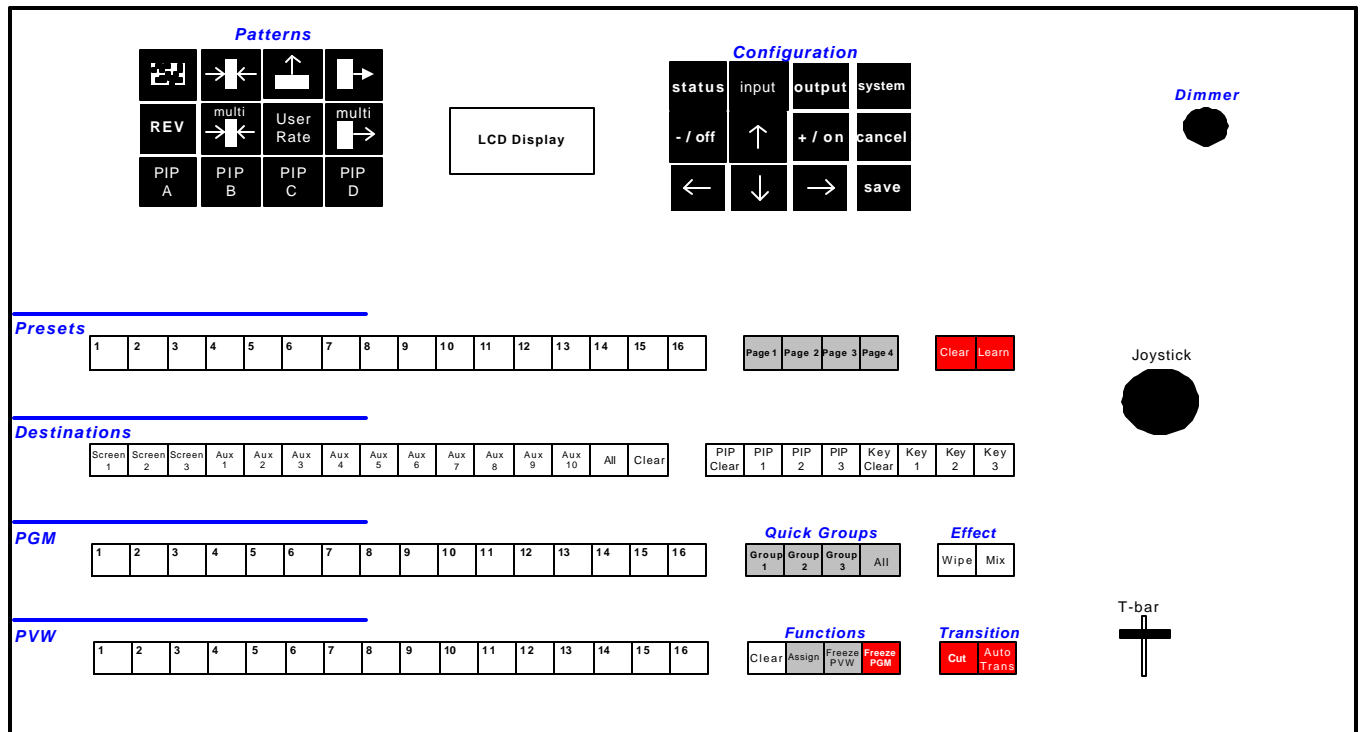 Patterns
REV
multi
User
Rate
multi
PIP
A
PIP
B
PIP
C
PIP
D
LCD Display
Configuration
status
input
output
system
- / off
+ / on
cancel
save
Dimmer
Presets
1 2 3 4 5 6 7 8 9 10 11 12 13 14 15 16
Page 1 Page 2 Page 3 Page 4
Clear Learn
Joystick
Destinations
Screen
1
Screen
2
Screen
3
Aux
1
Aux
2
Aux
3
Aux
4
Aux
5
Aux
6
Aux
7
Aux
8
Aux
9
Aux
10
All
Clear
PIP
Clear
PIP
1
PIP
2
PIP
3
Key
Clear
Key
1
Key
2
Key
3
PGM
1 2 3 4 5 6 7 8 9 10 11 12 13 14 15 16
Quick Groups
Group
1
Group
2
Group
3
All
Effect
Wipe Mix
T-bar
PVW
1 2 3 4 5 6 7 8 9 10 11 12 13 14 15 16
Functions
Clear
Assign
Freeze
PVW
Freeze
PGM
Transition
Cut
Auto
Trans